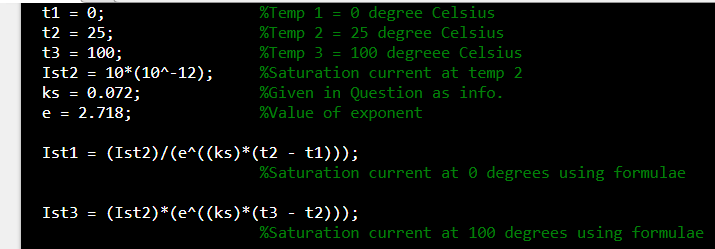 t1 = 0; %Temp 1 = 0 degree Celsius
t2 = 25; %Temp 2 = 25 degree Celsius
t3 = 100; %Temp 3 = 100 degreee Celsius
Ist2 = 10*(10^-12); %Saturation current at temp 2
ks = 0.072; %Given in Question as info.
e = 2.718; %Value of exponent
Ist1 = (Ist2)/(e^((ks)*(t2 - t1)));
%Saturation current at 0 degrees using formulae
Ist3 = (Ist2)*(e^((ks)*(t3 - t2)));
%Saturation current at 100 degrees using formulae